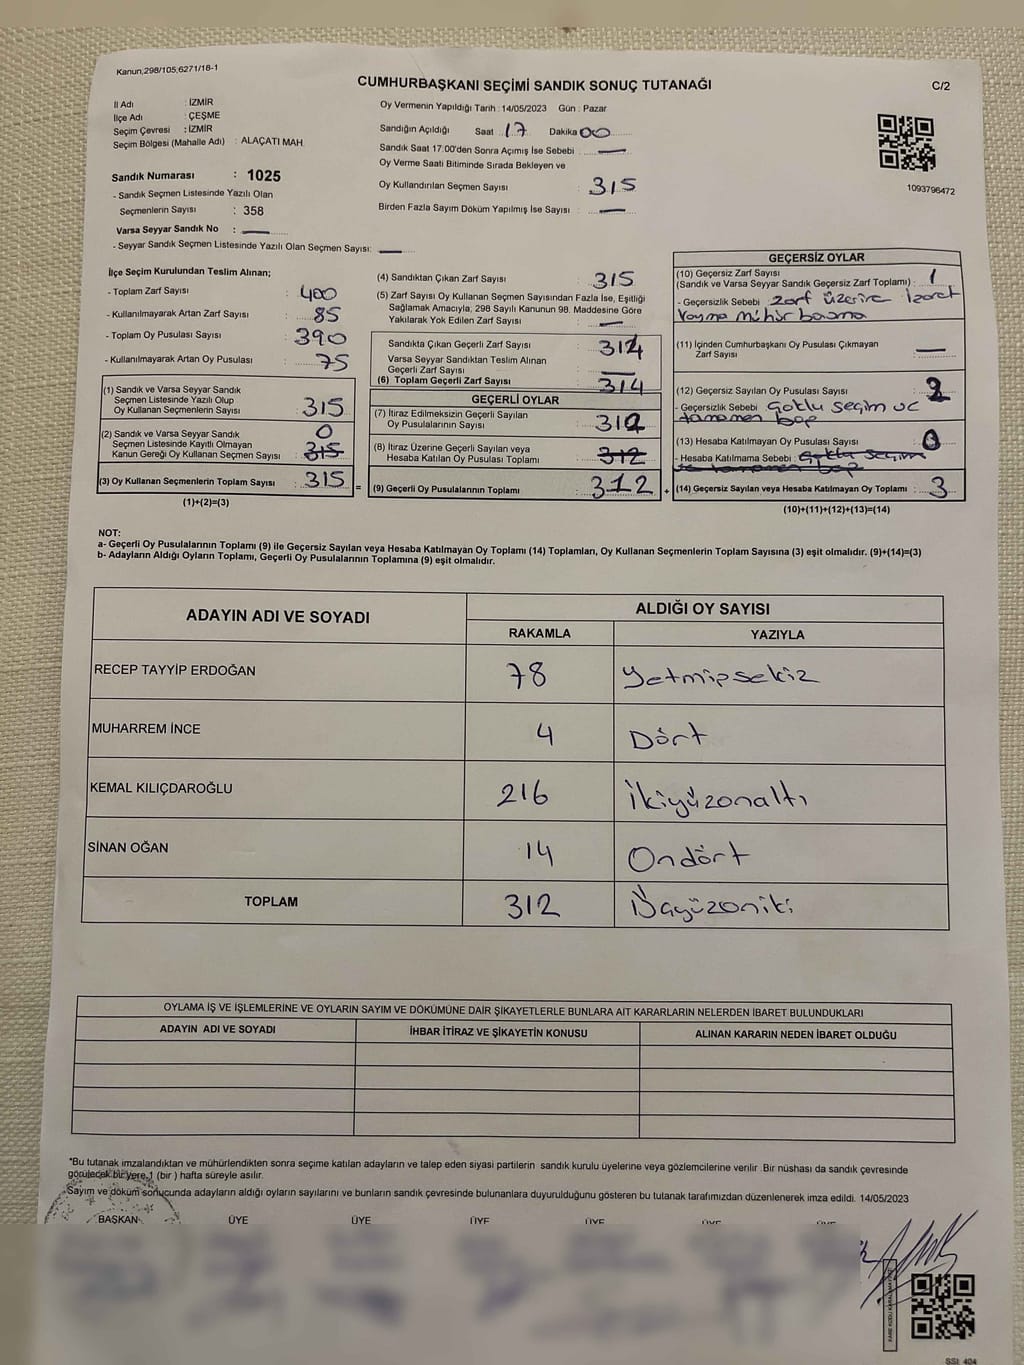 Kanun,298/105;6271/18-1
CUMHURBAŞKANI SEÇİMİ SANDIK SONUÇ TUTANAĞI
C/2
İl Adı : İZMİR
İlçe Adı : ÇEŞME
Seçim Çevresi : İZMİR
Seçim Bölgesi (Mahalle Adı) : ALAÇATI MAH.
Sandık Numarası : 1025
- Sandık Seçmen Listesinde Yazılı Olan
Seçmenlerin Sayısı : 358
Varsa Seyyar Sandık No :
- Seyyar Sandık Seçmen Listesinde Yazılı Olan Seçmen Sayısı:
Oy Vermenin Yapıldığı Tarih : 14/05/2023 Gün : Pazar
Sandığın Açıldığı Saat 17 Dakika 00
Sandık Saat 17:00'den Sonra Açımış İse Sebebi : —
Oy Verme Saati Bitiminde Sırada Bekleyen ve
Oy Kullandırılan Seçmen Sayısı : 315
Birden Fazla Sayım Döküm Yapılmış İse Sayısı : —
1093796472
İlçe Seçim Kurulundan Teslim Alınan;
- Toplam Zarf Sayısı : 400
- Kullanılmayarak Artan Zarf Sayısı : 85
- Toplam Oy Pusulası Sayısı : 390
- Kullanılmayarak Artan Oy Pusulası : 75
(1) Sandık ve Varsa Seyyar Sandık
Seçmen Listesinde Yazılı Olup
Oy Kullanan Seçmenlerin Sayısı : 315
(2) Sandık ve Varsa Seyyar Sandık 0
Seçmen Listesinde Kayıtlı Olmayan
Kanun Gereği Oy Kullanan Seçmen Sayısı : 315
(3) Oy Kullanan Seçmenlerin Toplam Sayısı : 315 =
(1)+(2)=(3)
(4) Sandıktan Çıkan Zarf Sayısı : 315
(5) Zarf Sayısı Oy Kullanan Seçmen Sayısından Fazla İse, Eşitliği
Sağlamak Amacıyla; 298 Sayılı Kanunun 98. Maddesine Göre
Yakılarak Yok Edilen Zarf Sayısı : —
Sandıkta Çıkan Geçerli Zarf Sayısı : 314
Varsa Seyyar Sandıktan Teslim Alınan
Geçerli Zarf Sayısı : —
(6) Toplam Geçerli Zarf Sayısı : 314
GEÇERLİ OYLAR
(7) İtiraz Edilmeksizin Geçerli Sayılan
Oy Pusulasının Sayısı : 312
(8) İtiraz Üzerine Geçerli Sayılan veya
Hesaba Katılan Oy Pusulası Toplamı : 312
(9) Geçerli Oy Pusulalarının Toplamı : 312 +
GEÇERSİZ OYLAR
(10) Geçersiz Zarf Sayısı
(Sandık ve Varsa Seyyar Sandık Geçersiz Zarf Toplamı) : 1
- Geçersizlik Sebebi : zarf üzerine İşaret
koyma mühür basma
(11) İçinden Cumhurbaşkanı Oy Pusulası Çıkmayan
Zarf Sayısı : —
(12) Geçersiz Sayılan Oy Pusulası Sayısı : 2
- Geçersizlik Sebebi : Çoklu seçim ve
tamamen boş
(13) Hesaba Katılmayan Oy Pusulası Sayısı : 0
- Hesaba Katılmama Sebebi : Çoklu seçim
ve tamamen boş
(14) Geçersiz Sayılan veya Hesaba Katılmayan Oy Toplamı : 3
(10)+(11)+(12)+(13)=(14)
NOT:
a- Geçerli Oy Pusulalarının Toplamı (9) ile Geçersiz Sayılan veya Hesaba Katılmayan Oy Toplamı (14) Toplamları, Oy Kullanan Seçmenlerin Toplam Sayısına (3) eşit olmalıdır. (9)+(14)=(3)
b- Adayların Aldığı Oyların Toplamı, Geçerli Oy Pusulalarının Toplamına (9) eşit olmalıdır.
ADAYIN ADI VE SOYADI
ALDIĞI OY SAYISI
RAKAMLA YAZIYLA
RECEP TAYYİP ERDOĞAN 78 Yetmişsekiz
MUHARREM İNCE 4 Dört
KEMAL KILIÇDAROĞLU 216 İkiyüzonaltı
SİNAN OĞAN 14 Ondört
TOPLAM 312 Üçyüzoniki
OYLAMA İŞ VE İŞLEMLERİNE VE OYLARIN SAYIM VE DÖKÜMÜNE DAİR ŞİKAYETLERLE BUNLARA AİT KARARLARIN NELERDEN İBARET BULUNDUKLARI
ADAYIN ADI VE SOYADI İHBAR İTİRAZ VE ŞİKAYETİN KONUSU ALINAN KARARIN NEDEN İBARET OLDUĞU
*Bu tutanak imzalandıktan ve mühürlendikten sonra seçime katılan adayların ve talep eden siyasi partilerin sandık kurulu üyelerine veya gözlemcilerine verilir. Bir nüshası da sandık çevresinde
görülecek bir yere 1 (bir) hafta süreyle asılır.
Sayım ve döküm sonucunda adayların aldığı oyların sayılarını ve bunların sandık çevresinde bulunanlara duyurulduğunu gösteren bu tutanak tarafımızdan düzenlenerek imza edildi. 14/05/2023
BAŞKAN ÜYE ÜYE ÜYE ÜYE ÜYE ÜYE
SSI: 404